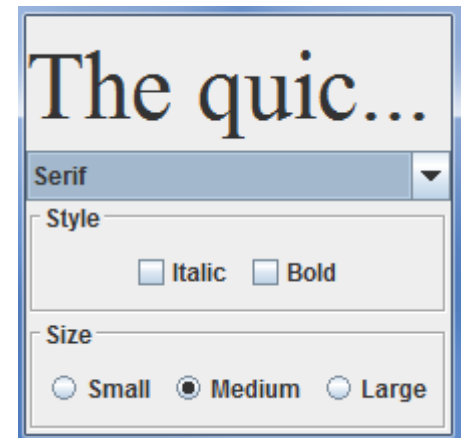 The quic...
Serif
Style
Italic Bold
Size
Small Medium Large